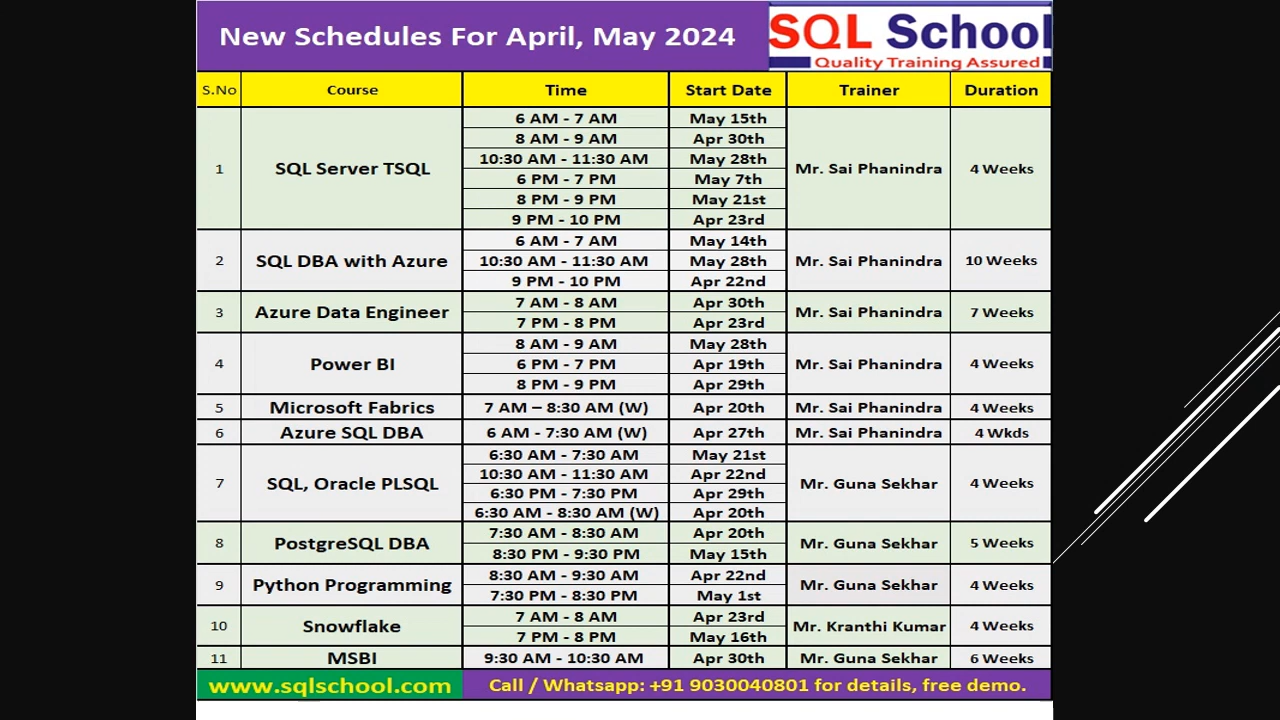 New Schedules For April, May 2024
SQL School
Quality Training Assured
S.No Course Time Start Date Trainer Duration
1 SQL Server TSQL 6 AM - 7 AM May 15th Mr. Sai Phanindra 4 Weeks
8 AM - 9 AM Apr 30th
10:30 AM - 11:30 AM May 28th
6 PM - 7 PM May 7th
8 PM - 9 PM May 21st
9 PM - 10 PM Apr 23rd
2 SQL DBA with Azure 6 AM - 7 AM May 14th Mr. Sai Phanindra 10 Weeks
10:30 AM - 11:30 AM May 28th
9 PM - 10 PM Apr 22nd
3 Azure Data Engineer 7 AM - 8 AM Apr 30th Mr. Sai Phanindra 7 Weeks
7 PM - 8 PM Apr 23rd
4 Power BI 8 AM - 9 AM May 28th Mr. Sai Phanindra 4 Weeks
6 PM - 7 PM Apr 19th
8 PM - 9 PM Apr 29th
5 Microsoft Fabrics 7 AM – 8:30 AM (W) Apr 20th Mr. Sai Phanindra 4 Weeks
6 Azure SQL DBA 6 AM - 7:30 AM (W) Apr 27th Mr. Sai Phanindra 4 Wkds
7 SQL, Oracle PLSQL 6:30 AM - 7:30 AM May 21st Mr. Guna Sekhar 4 Weeks
10:30 AM - 11:30 AM Apr 22nd
6:30 PM - 7:30 PM Apr 29th
6:30 AM - 8:30 AM (W) Apr 20th
8 PostgreSQL DBA 7:30 AM - 8:30 AM Apr 20th Mr. Guna Sekhar 5 Weeks
8:30 PM - 9:30 PM May 15th
9 Python Programming 8:30 AM - 9:30 AM Apr 22nd Mr. Guna Sekhar 4 Weeks
7:30 PM - 8:30 PM May 1st
10 Snowflake 7 AM - 8 AM Apr 23rd Mr. Kranthi Kumar 4 Weeks
7 PM - 8 PM May 16th
11 MSBI 9:30 AM - 10:30 AM Apr 30th Mr. Guna Sekhar 6 Weeks
www.sqlschool.com Call / Whatsapp: +91 9030040801 for details, free demo.